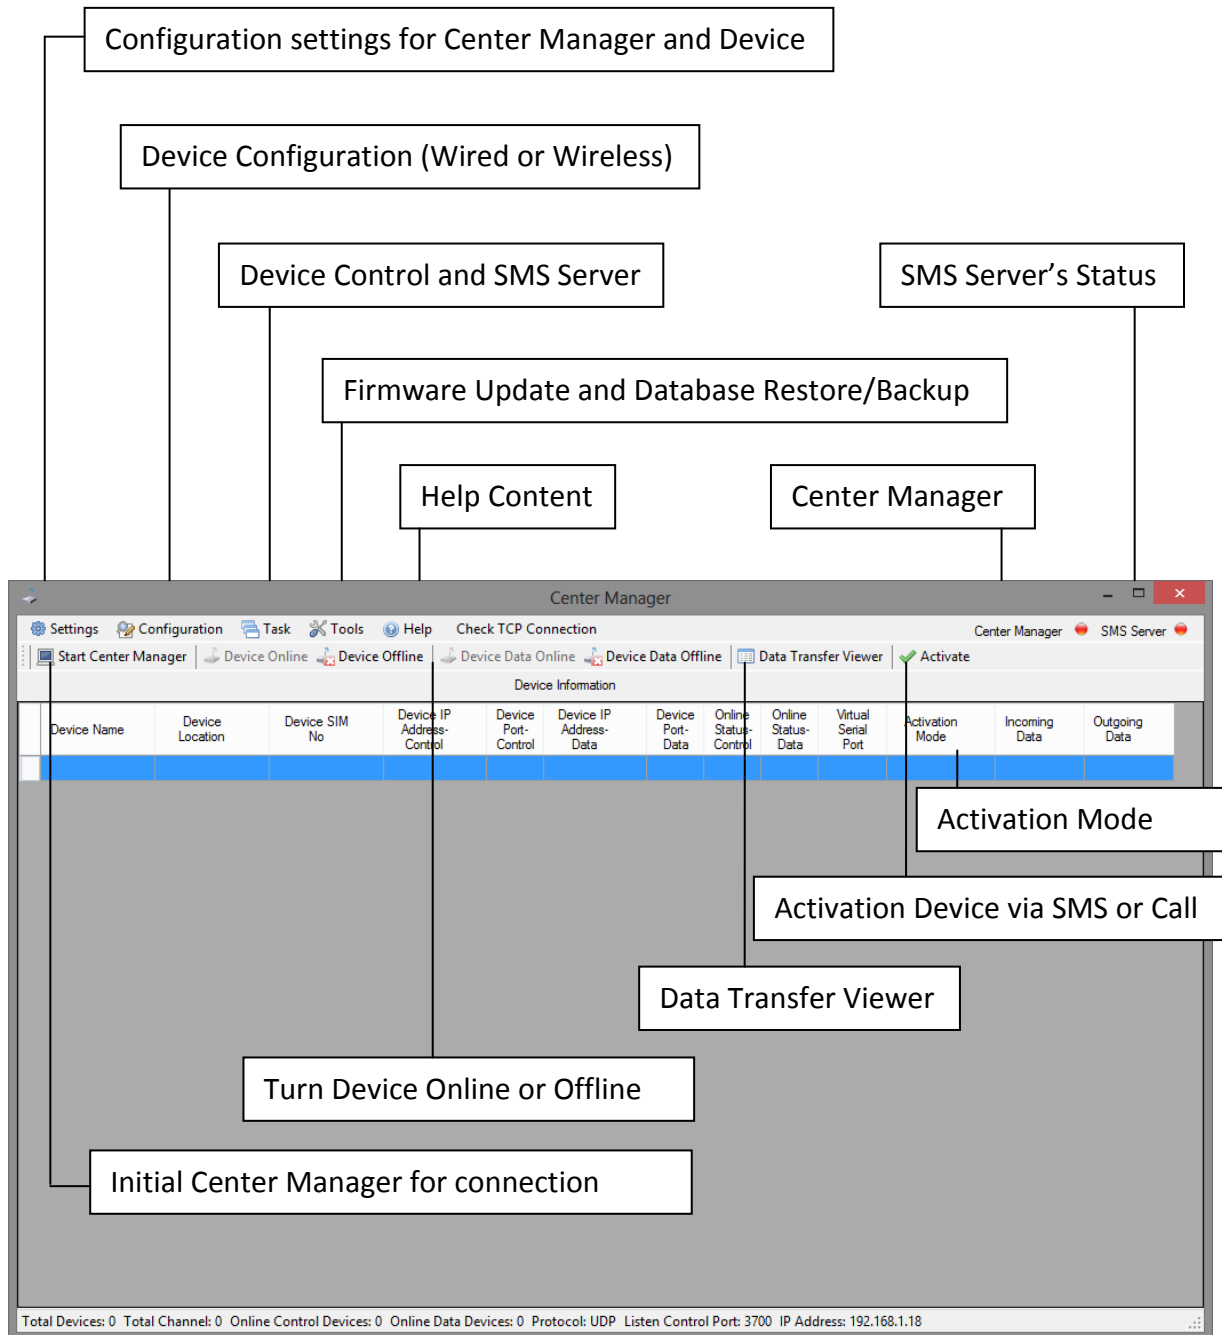 Configuration settings for Center Manager and Device
Device Configuration (Wired or Wireless)
Device Control and SMS Server
SMS Server’s Status
Firmware Update and Database Restore/Backup
Help Content
Center Manager
Center Manager
Settings Configuration Task Tools Help Check TCP Connection Center Manager SMS Server
Start Center Manager Device Online Device Offline Device Data Online Device Data Offline Data Transfer Viewer Activate
Device Information
Device Name
Device
Location
Device SIM
No
Device IP
Address-
Control
Device
Port-
Control
Device IP
Address-
Data
Device
Port-
Data
Online
Status-
Control
Online
Status-
Data
Virtual
Serial
Port
Activation
Mode
Incoming
Data
Outgoing
Data
Activation Mode
Activation Device via SMS or Call
Data Transfer Viewer
Turn Device Online or Offline
Initial Center Manager for connection
Total Devices: 0 Total Channel: 0 Online Control Devices: 0 Online Data Devices: 0 Protocol: UDP Listen Control Port: 3700 IP Address: 192.168.1.18